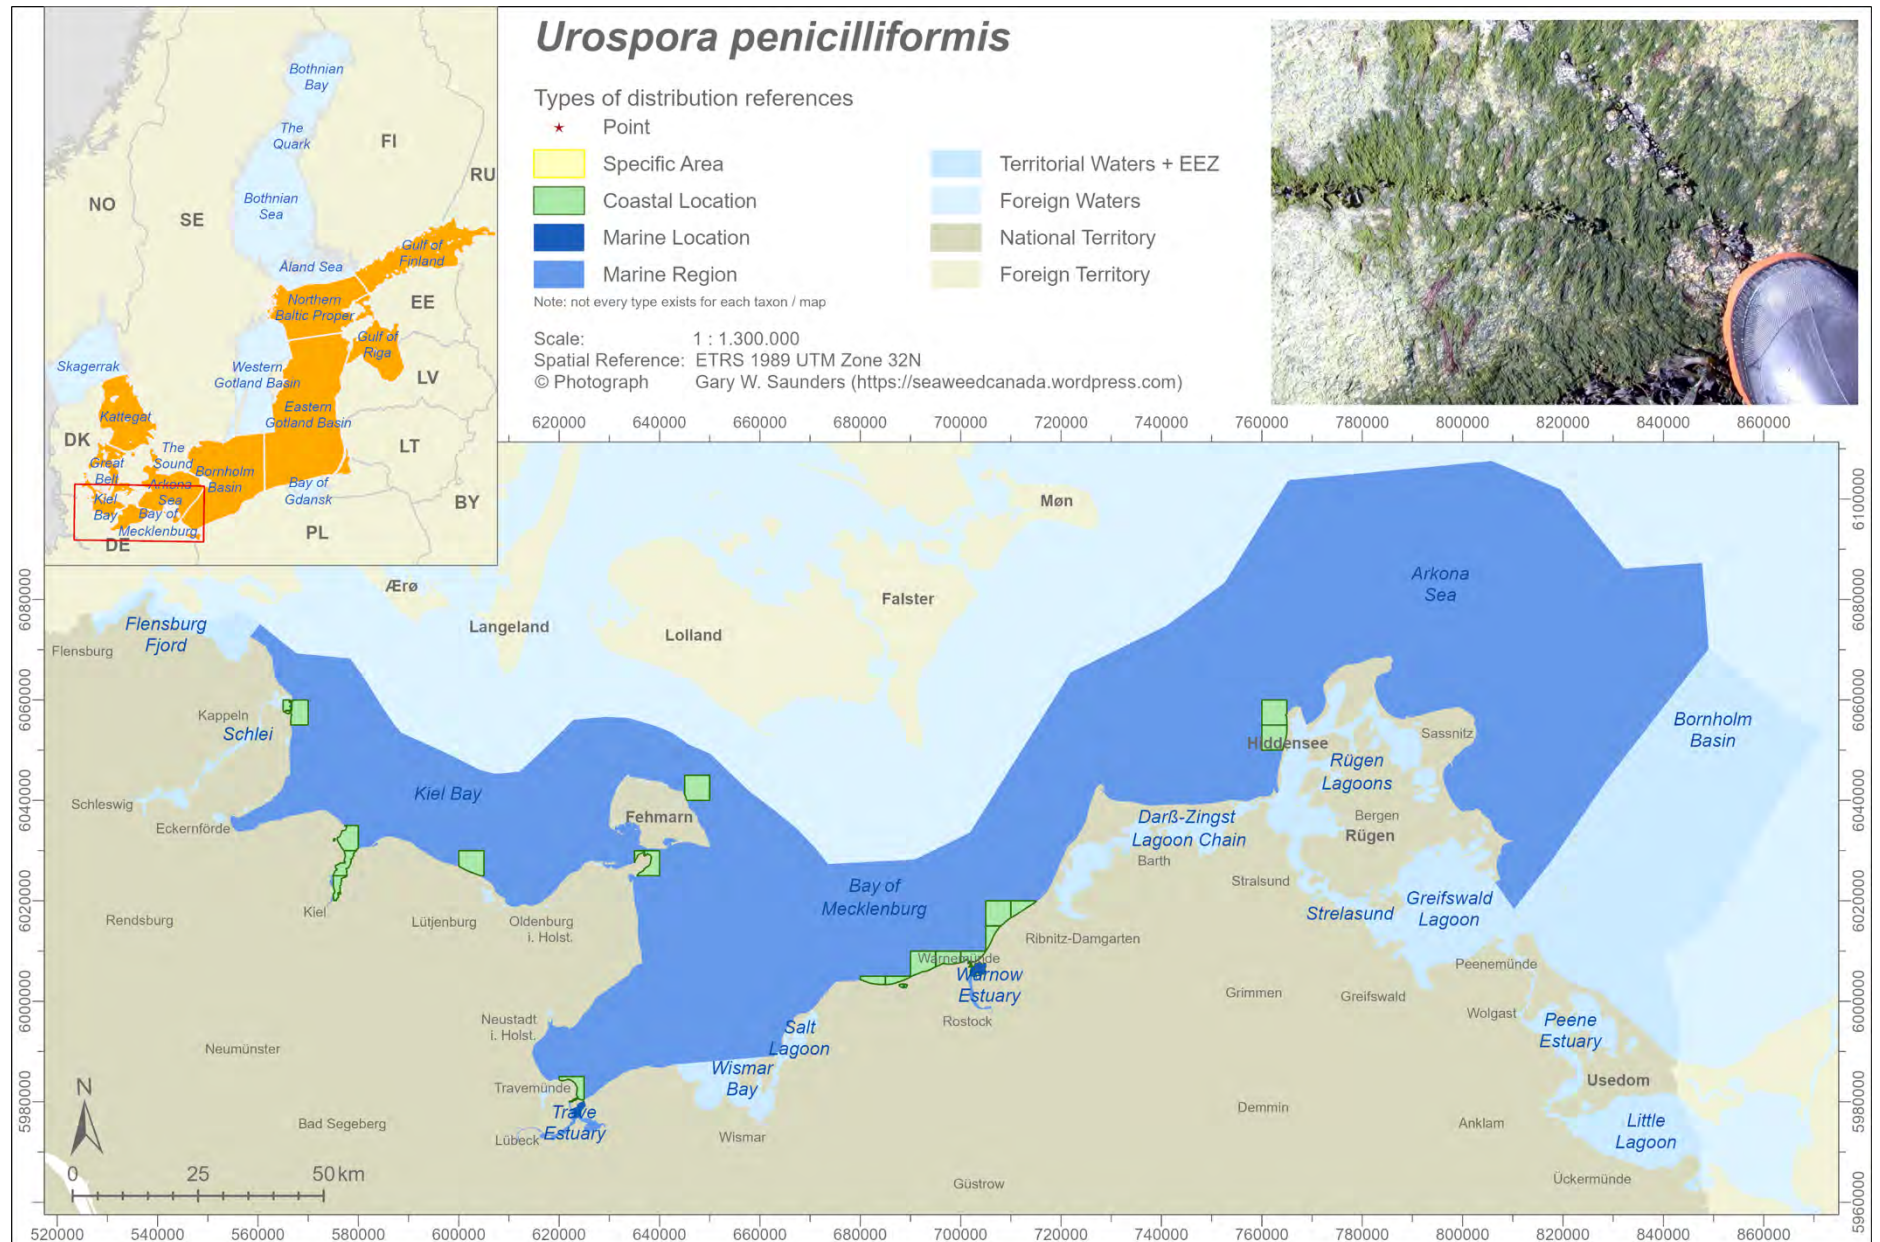 Urospora penicilliformis
Types of distribution references
Point
Specific Area
Coastal Location
Marine Location
Marine Region
Territorial Waters + EEZ
Foreign Waters
National Territory
Foreign Territory
Note: not every type exists for each taxon / map
Scale: 1 : 1.300.000
Spatial Reference: ETRS 1989 UTM Zone 32N
© Photograph Gary W. Saunders (https://seaweedcanada.wordpress.com)
Bothnian
Bay
The
Quark
FI
RU
NO
SE
Bothnian
Sea
Gulf of
Finland
Åland Sea
Northern
Baltic Proper
EE
Gulf of
Riga
Skagerrak
Western
Gotland Basin
LV
Kattegat
Eastern
Gotland Basin
DK
The
Sound
LT
Great
Belt
Arkona
Sea
Bornholm
Basin
Bay of
Gdansk
BY
Kiel
Bay
Bay of
Mecklenburg
DE
PL
620000 640000 660000 680000 700000 720000 740000 760000 780000 800000 820000 840000 860000
6100000
6080000
6060000
6040000
6020000
6000000
5980000
5960000
6080000
6060000
6040000
6020000
6000000
5980000
Møn
Ærø
Langeland
Lolland
Falster
Arkona
Sea
Flensburg
Fjord
Flensburg
Kappeln
Schlei
Schleswig
Eckernförde
Kiel Bay
Fehmarn
Hiddensee
Sassnitz
Rügen
Lagoons
Bornholm
Basin
Bergen
Rügen
Darß-Zingst
Lagoon Chain
Barth
Stralsund
Strelasund
Greifswald
Lagoon
Bay of
Mecklenburg
Kiel
Rendsburg
Lütjenburg
Oldenburg
i. Holst.
Ribnitz-Damgarten
Warnemünde
Warnow
Estuary
Rostock
Peenemünde
Grimmen
Greifswald
Wolgast
Peene
Estuary
Usedom
Neustadt
i. Holst.
Salt
Lagoon
Neumünster
Wismar
Bay
Travemünde
Trave
Estuary
Bad Segeberg
Lübeck
Wismar
Demmin
Anklam
Little
Lagoon
Ückermünde
Güstrow
N
0 25 50 km
520000 540000 560000 580000 600000 620000 640000 660000 680000 700000 720000 740000 760000 780000 800000 820000 840000 860000